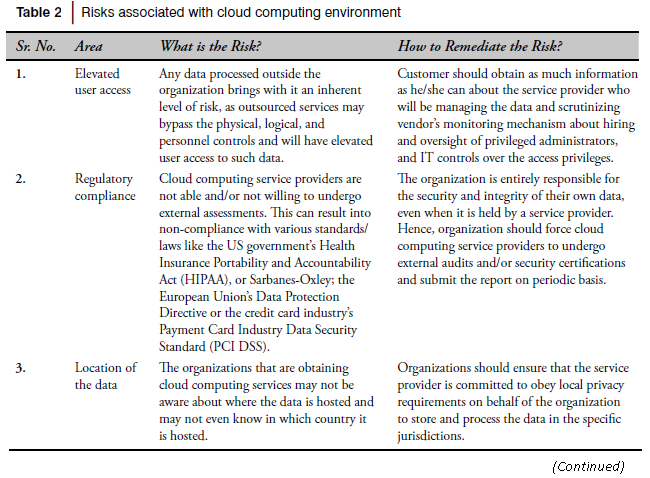 Table 2 Risks associated with cloud computing environment
Sr. No. Area What is the Risk? How to Remediate the Risk?
1. Elevated user access
Any data processed outside the
organization brings with it an inherent
level of risk, as outsourced services may
bypass the physical, logical, and
personnel controls and will have elevated
user access to such data.
Customer should obtain as much information
as he/she can about the service provider who
will be managing the data and scrutinizing
vendor's monitoring mechanism about hiring
and oversight of privileged administrators,
and IT controls over the access privileges.
2. Regulatory compliance
Cloud computing service providers are
not able and/or not willing to undergo
external assessments. This can result into
non-compliance with various standards/
laws like the US government's Health
Insurance Portability and Accountability
Act (HIPAA), or Sarbanes-Oxley; the
European Union's Data Protection
Directive or the credit card industry's
Payment Card Industry Data Security
Standard (PCI DSS).
The organization is entirely responsible for
the security and integrity of their own data,
even when it is held by a service provider.
Hence, organization should force cloud
computing service providers to undergo
external audits and/or security certifications
and submit the report on periodic basis.
3. Location of the data
The organizations that are obtaining
cloud computing services may not be
aware about where the data is hosted and
may not even know in which country it
is hosted.
Organizations should ensure that the service
provider is committed to obey local privacy
requirements on behalf of the organization
to store and process the data in the specific
jurisdictions.
(Continued)